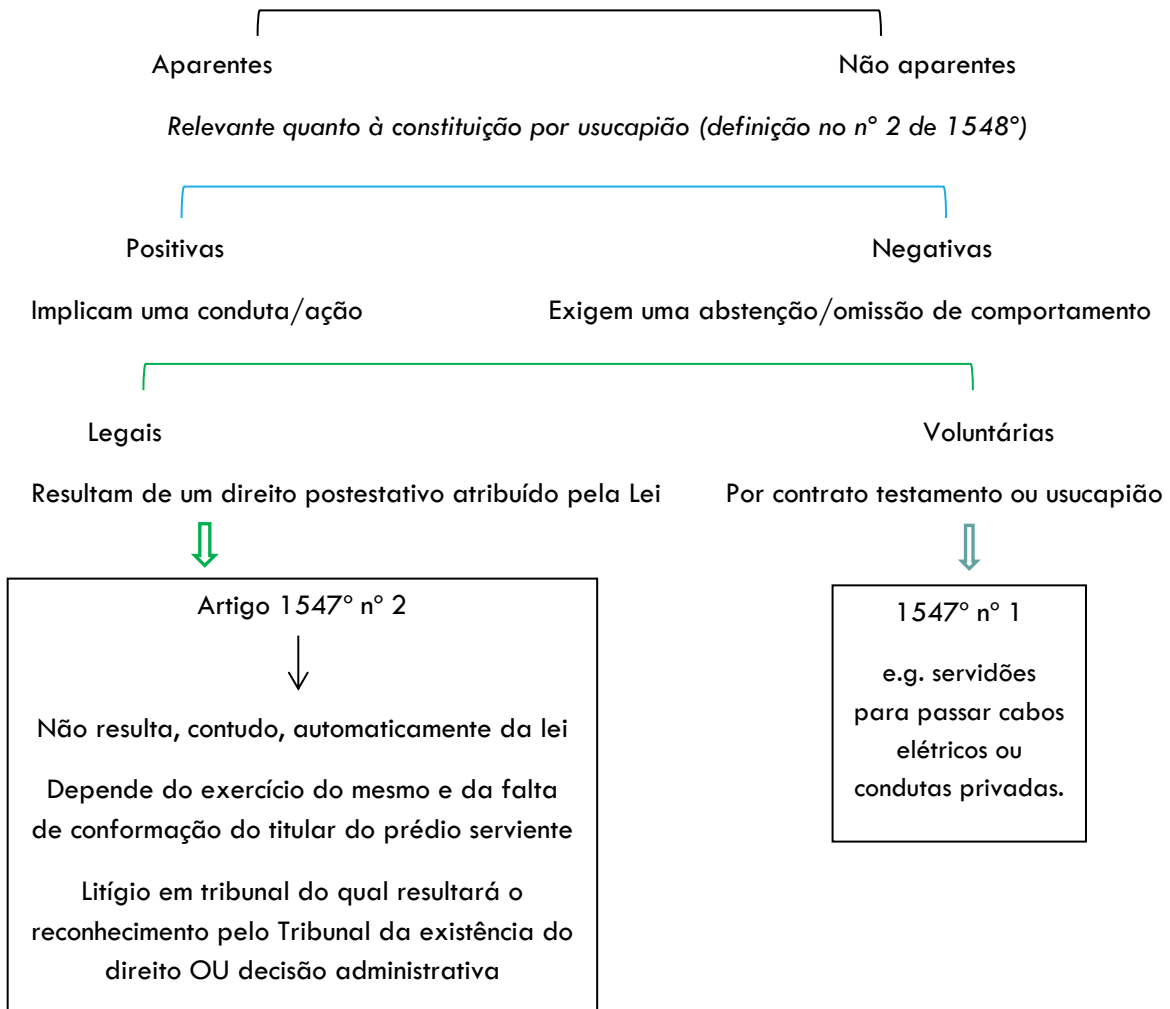 Aparentes Não aparentes
Relevante quanto à constituição por usucapião (definição no nº 2 de 1548º)
Positivas Negativas
Implicam uma conduta/ação Exigem uma abstenção/omissão de comportamento
Legais Voluntárias
Resultam de um direito postestativo atribuído pela Lei Por contrato testamento ou usucapião
Artigo 1547º nº 2
Não resulta, contudo, automaticamente da lei
Depende do exercício do mesmo e da falta
de conformação do titular do prédio serviente
Litígio em tribunal do qual resultará o
reconhecimento pelo Tribunal da existência do
direito OU decisão administrativa
1547º nº 1
e.g. servidões
para passar cabos
elétricos ou
condutas privadas.